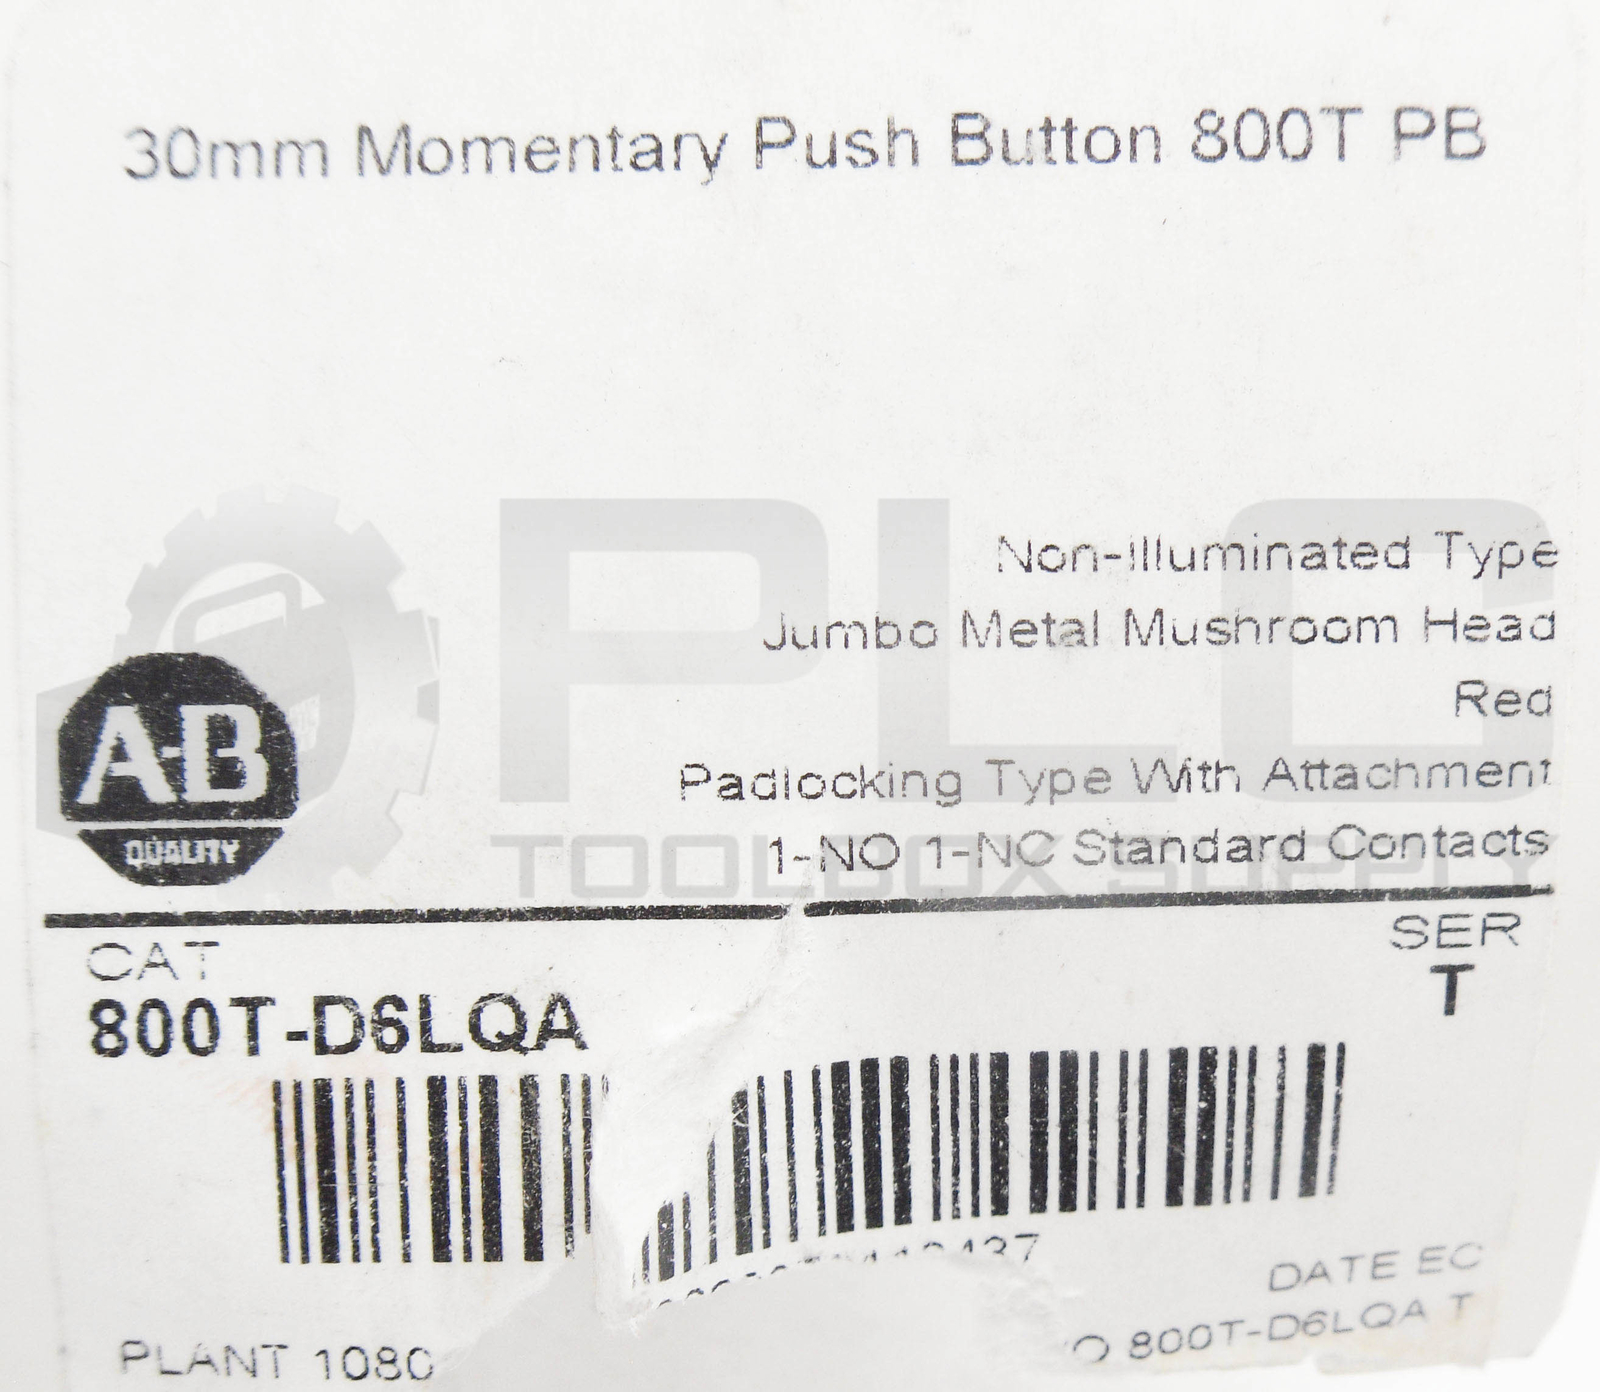 30mm Momentary Push Button 800T PB
PLC
TOOLBOX SUPPLY
Non-illuminated Type
Jumbo Metal Mushroom Head
Red
Padlocking Type With Attachment
1-NO 1-NC Standard Contacts
A-B
QUALITY
CAT
800T-D6LQA
SER
T
DATE EC
800T-D6LQA T
PLANT 1080